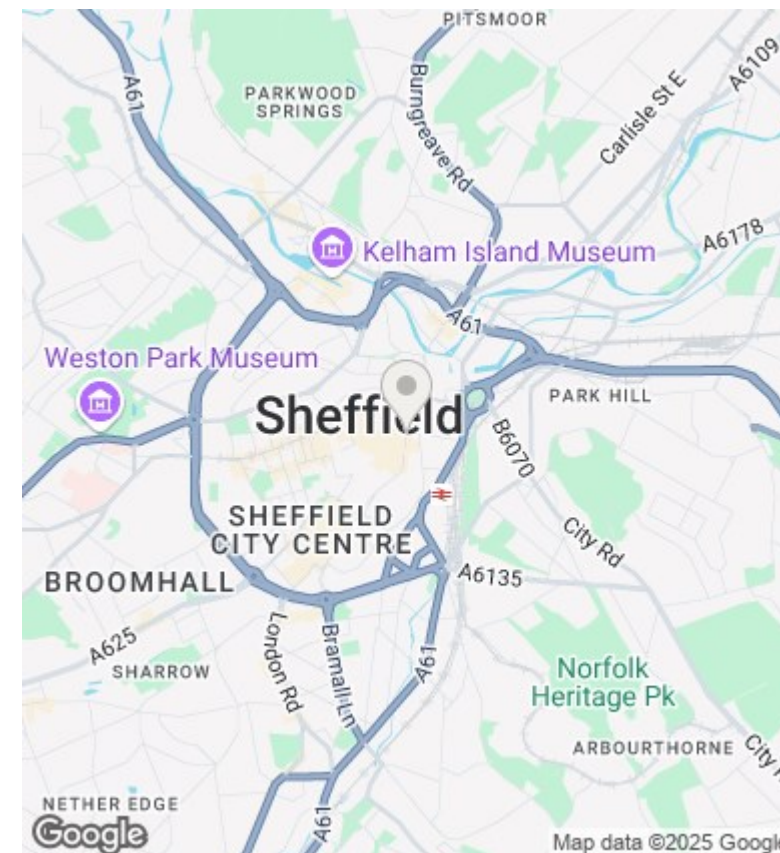 PITSMOOR
A61
Burngreave Rd
A6109
Carlisle St E
PARKWOOD
SPRINGS
A6178
Kelham Island Museum
A61
Weston Park Museum
PARK HILL
Sheffield
B6070
SHEFFIELD
CITY CENTRE
City Rd
BROOMHALL
A6135
A625
London Rd
Bramall Ln
A61
SHARROW
Norfolk
Heritage Pk
ARBOURTHORNE
City R
NETHER EDGE
A61
Google
Map data ©2025 Google